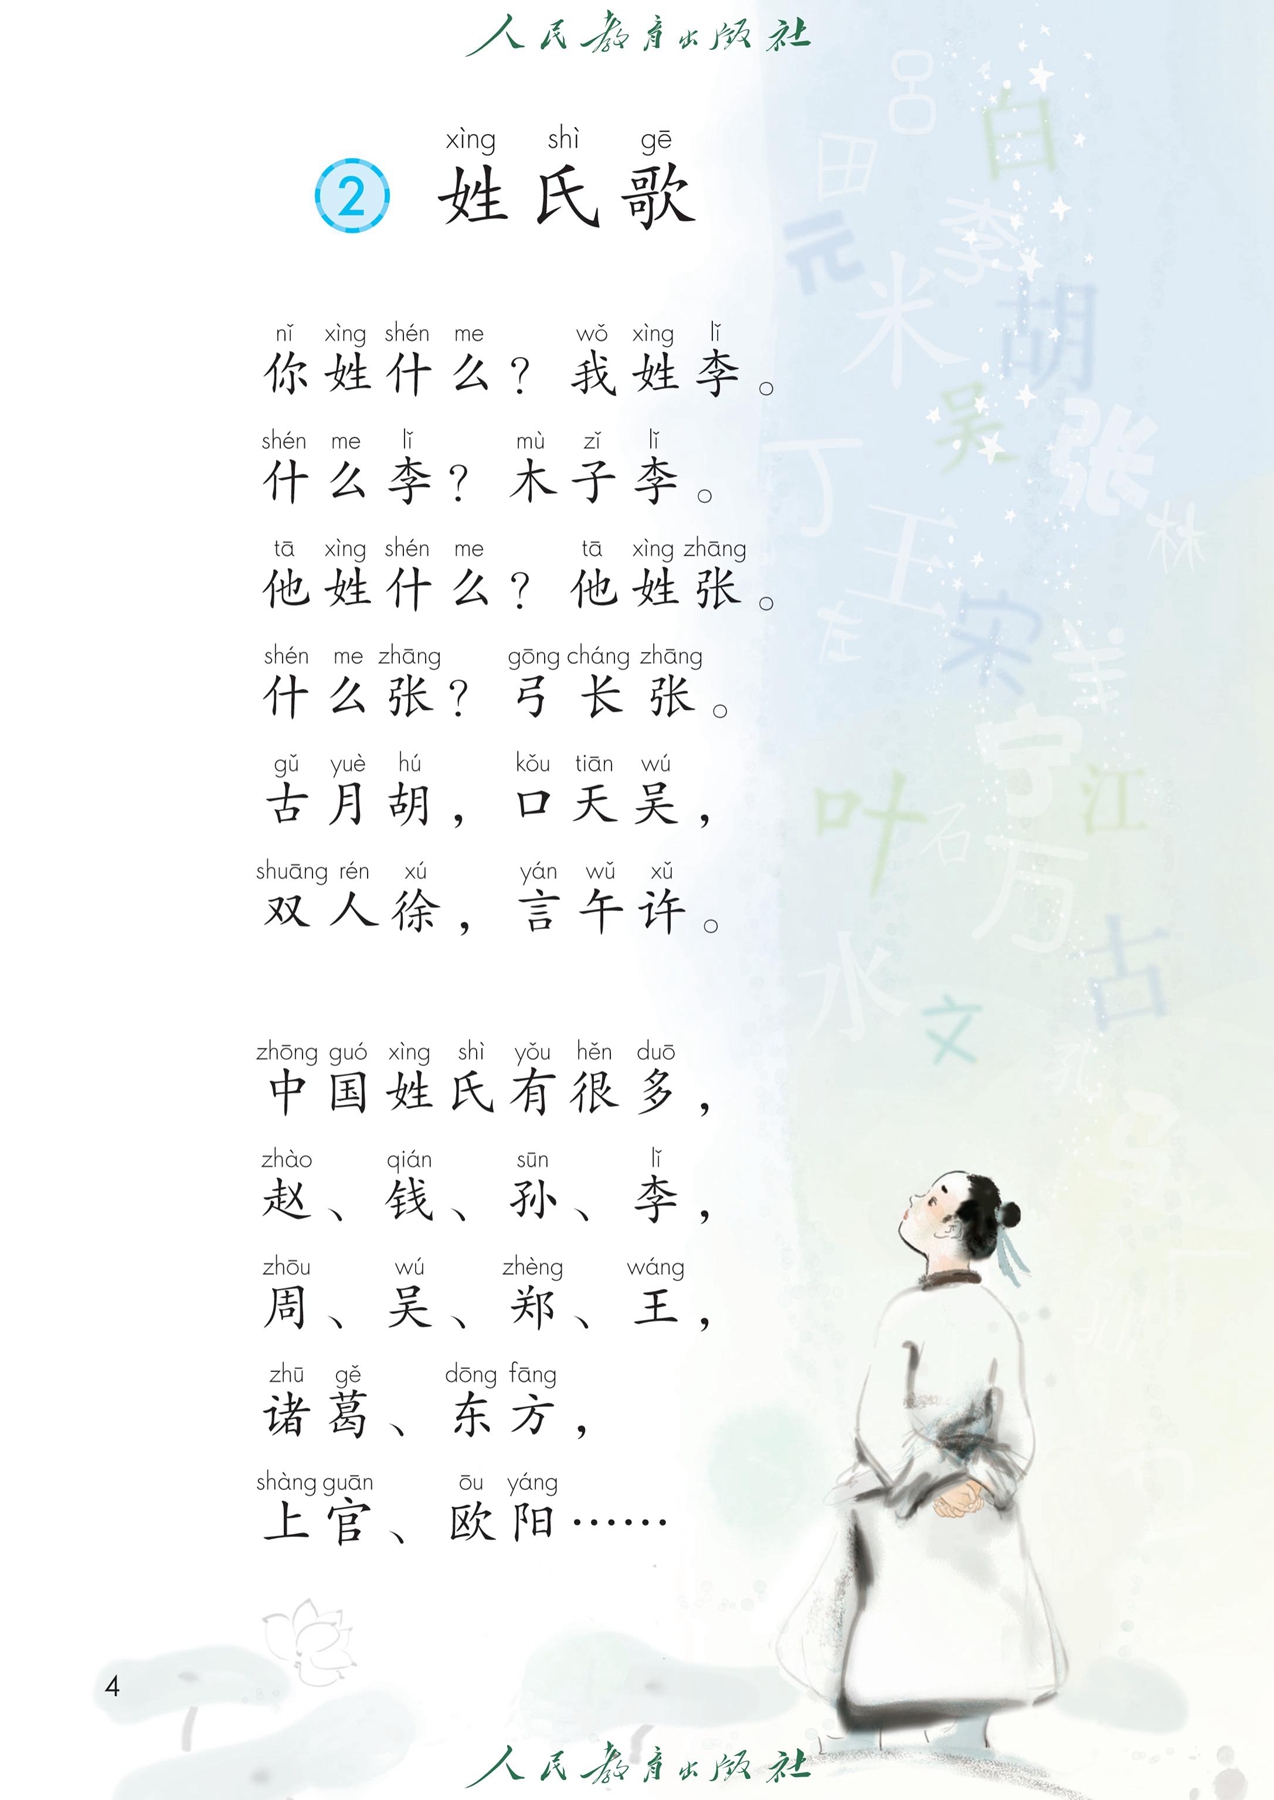 人民教育出版社
xìng shì gē
2 姓氏歌
nǐ xìng shén me wǒ xìng lǐ
你姓什么？我姓李。
shén me lǐ mù zǐ lǐ
什么李？木子李。
tā xìng shén me tā xìng zhāng
他姓什么？他姓张。
shén me zhāng gōng cháng zhāng
什么张？弓长张。
gǔ yuè hú kǒu tiān wú
古月胡，口天吴，
shuāng rén xú yán wǔ xǔ
双人徐，言午许。
zhōng guó xìng shì yǒu hěn duō
中国姓氏有很多，
zhào qián sūn lǐ
赵、钱、孙、李，
zhōu wú zhèng wáng
周、吴、郑、王，
zhū gě dōng fāng
诸葛、东方，
shàng guān ōu yáng
上官、欧阳……
吕
白
田
李
元
米
胡
吴
张
丁
王
林
左
宋
羊
宁
叶
石
江
万
古
水
文
4
人民教育出版社